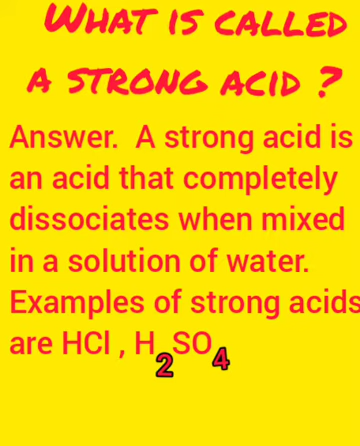 WHAT IS CALLED
A STRONG ACID ?
Answer. A strong acid is
an acid that completely
dissociates when mixed
in a solution of water.
Examples of strong acids
are HCl , H2SO4